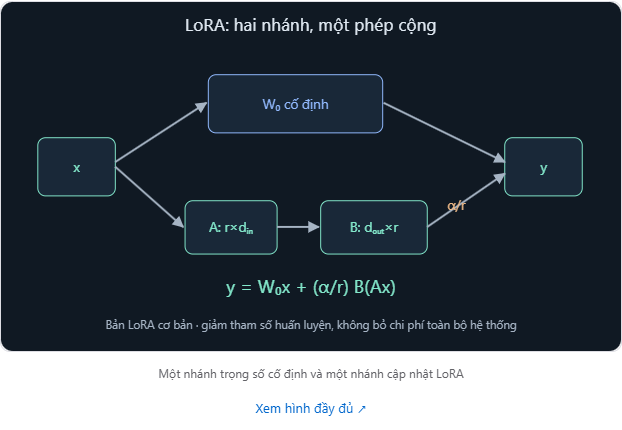 LoRA: hai nhánh, một phép cộng
W₀ cố định
x
y
α/r
A: r×dᵢₙ
B: dₒᵤₜ×r
y = W₀x + (α/r) B(Ax)
Bản LoRA cơ bản · giảm tham số huấn luyện, không bỏ chi phí toàn bộ hệ thống
Một nhánh trọng số cố định và một nhánh cập nhật LoRA
Xem hình đầy đủ ↗